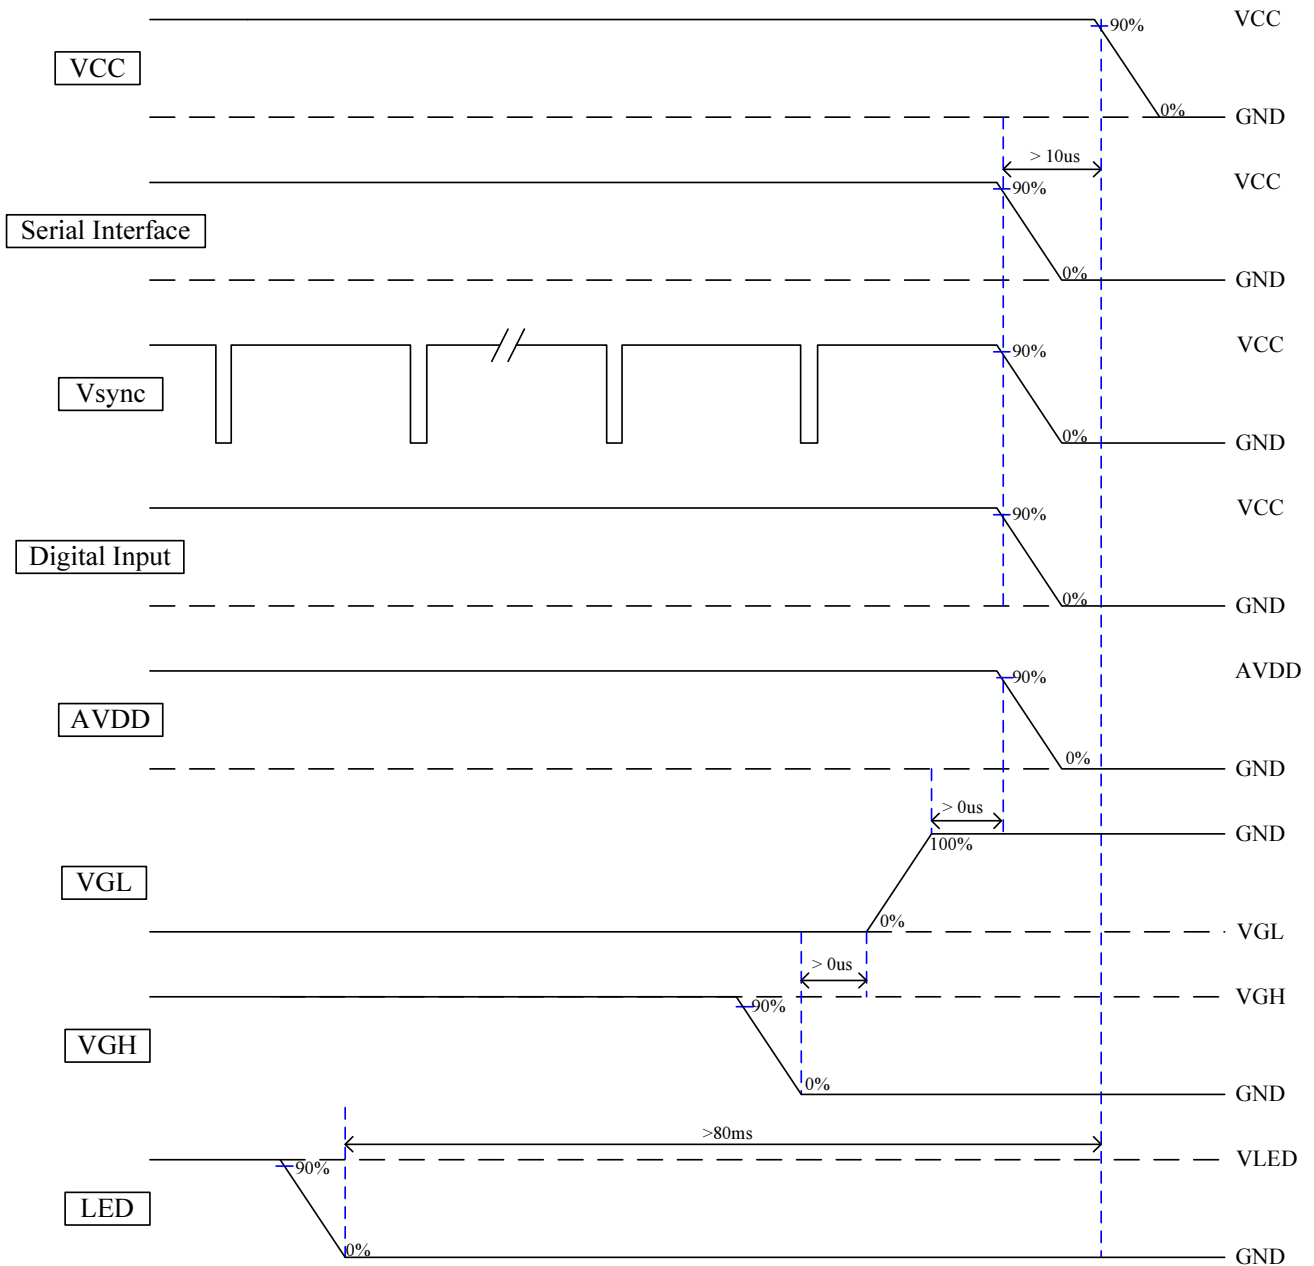 VCC
90%
VCC
0%
GND
> 10us
VCC
90%
Serial Interface
0%
GND
VCC
90%
Vsync
0%
GND
VCC
90%
Digital Input
0%
GND
AVDD
90%
AVDD
0%
GND
> 0us
GND
100%
VGL
0%
VGL
> 0us
VGH
90%
VGH
0%
GND
>80ms
VLED
90%
LED
0%
GND